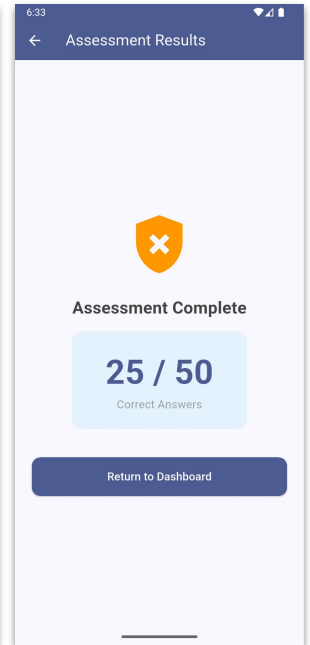 6:33
Assessment Results
Assessment Complete
25 / 50
Correct Answers
Return to Dashboard